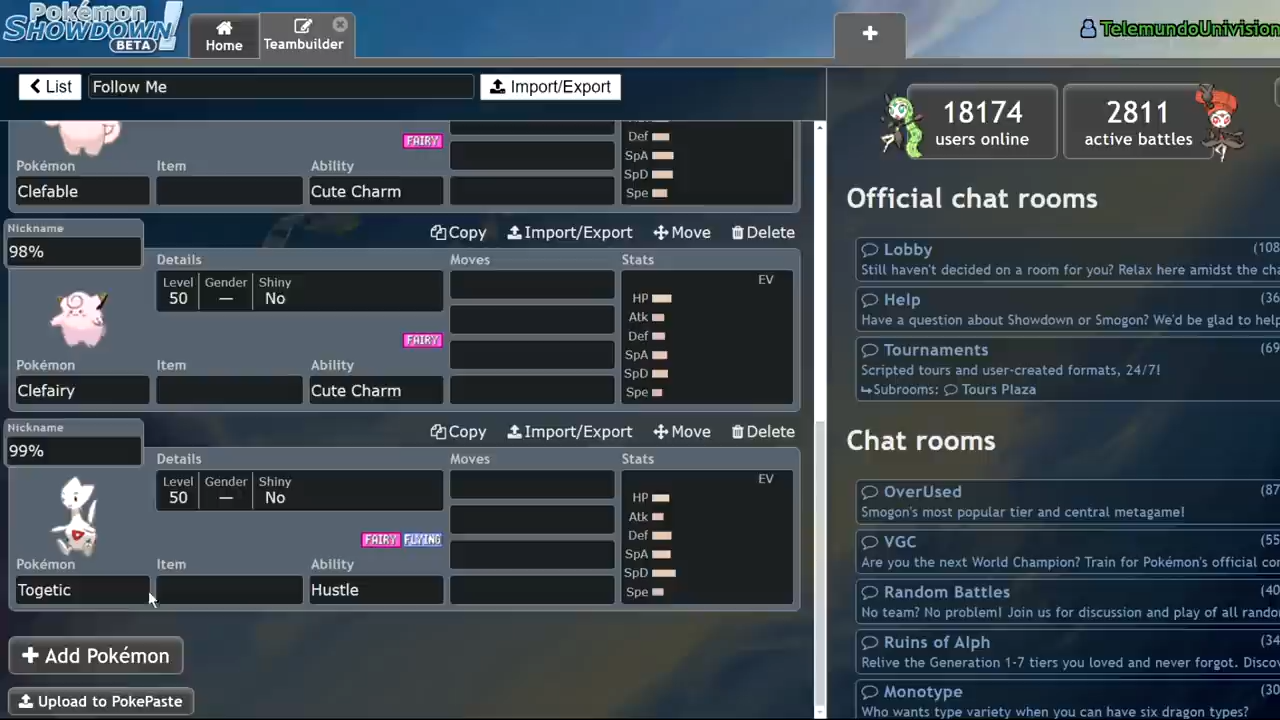 Pokémon
SHOWDOWN!
BETA
Home
Teambuilder
+
TelemundoUnivision
List
Follow Me
Import/Export
18174
users online
2811
active battles
FAIRY
Def
SpA
SpD
Spe
Pokémon Item Ability
Clefable Cute Charm
Official chat rooms
Nickname
98%
Copy Import/Export Move Delete
Details Moves Stats
Level Gender Shiny
50 — No
EV
HP
Atk
Def
SpA
SpD
Spe
FAIRY
Pokémon Item Ability
Clefairy Cute Charm
Lobby (108
Still haven't decided on a room for you? Relax here amidst the cha
Help (36
Have a question about Showdown or Smogon? We'd be glad to help
Tournaments (69
Scripted tours and user-created formats, 24/7!
↳Subrooms: Tours Plaza
Chat rooms
Nickname
99%
Copy Import/Export Move Delete
Details Moves Stats
Level Gender Shiny
50 — No
EV
HP
Atk
Def
SpA
SpD
Spe
FAIRY FLYING
Pokémon Item Ability
Togetic Hustle
OverUsed (87
Smogon's most popular tier and central metagame!
VGC (55
Are you the next World Champion? Train for Pokémon's official co
Random Battles (40
No team? No problem! Join us for discussion and play of all rando
Ruins of Alph (34
Relive the Generation 1-7 tiers you loved and never forgot. Disco
Monotype (30
Who wants type variety when you can have six dragon types?
+ Add Pokémon
Upload to PokePaste